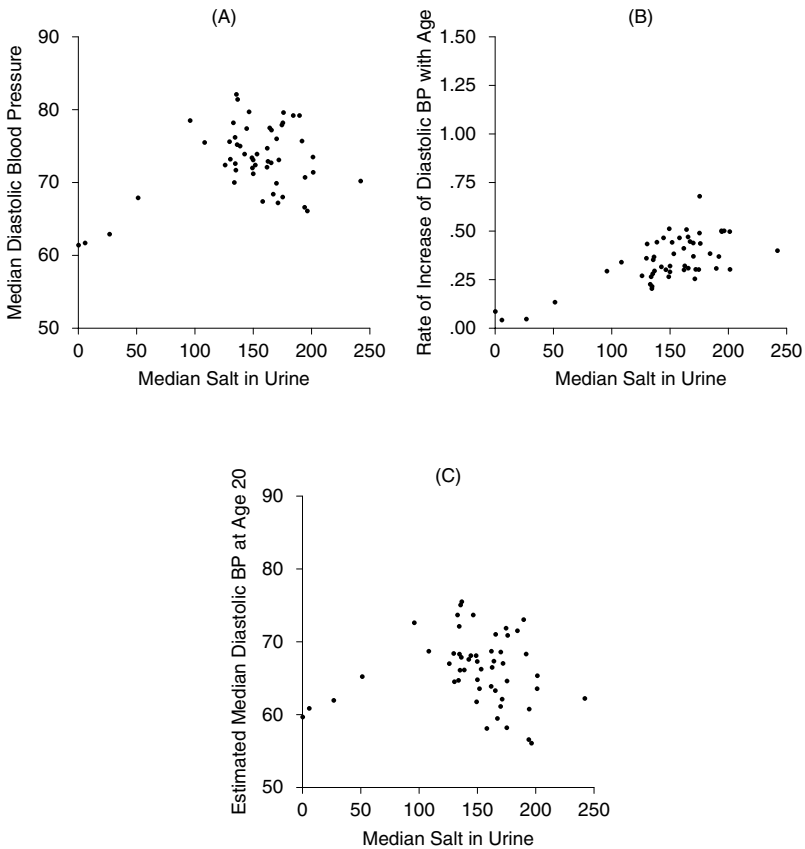 (A)
Median Diastolic Blood Pressure
90
80
70
60
50
0 50 100 150 200 250
Median Salt in Urine
(B)
Rate of Increase of Diastolic BP with Age
1.50
1.25
1.00
.75
.50
.25
.00
0 50 100 150 200 250
Median Salt in Urine
(C)
Estimated Median Diastolic BP at Age 20
90
80
70
60
50
0 50 100 150 200 250
Median Salt in Urine